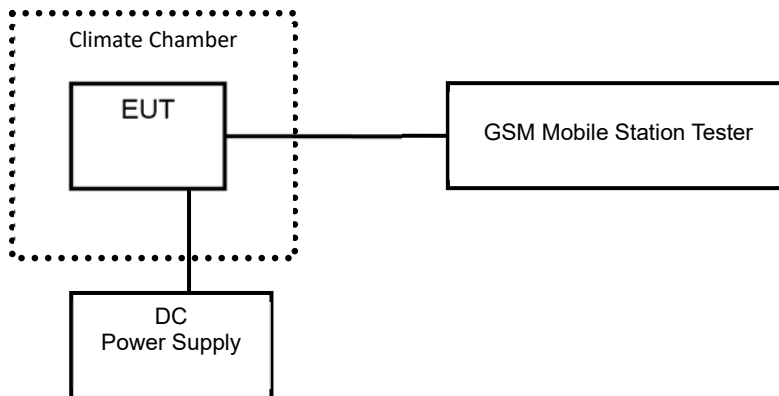 Climate Chamber
EUT
GSM Mobile Station Tester
DC
Power Supply